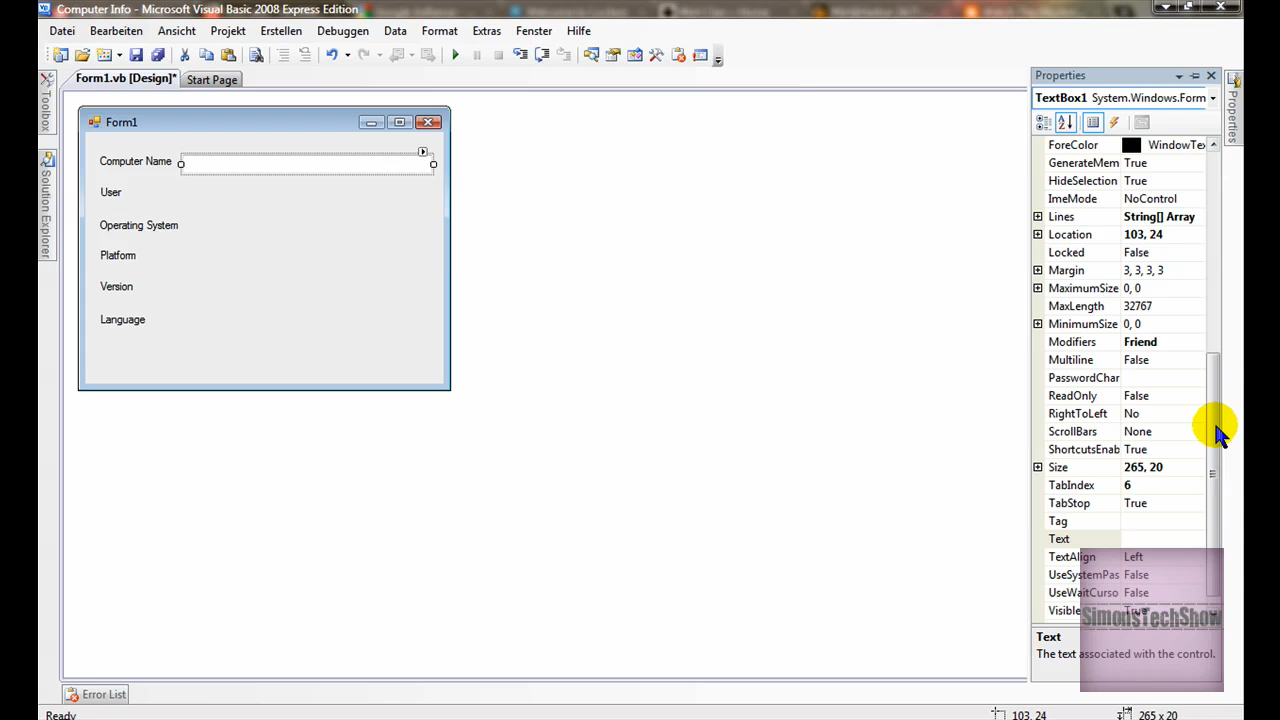 Computer Info - Microsoft Visual Basic 2008 Express Edition
Datei Bearbeiten Ansicht Projekt Erstellen Debuggen Data Format Extras Fenster Hilfe
Form1.vb [Design]* Start Page
Toolbox
Solution Explorer
Form1
Computer Name
User
Operating System
Platform
Version
Language
Properties
TextBox1 System.Windows.Form
Properties
ForeColor WindowTex
GenerateMem True
HideSelection True
ImeMode NoControl
Lines String[] Array
Location 103, 24
Locked False
Margin 3, 3, 3, 3
MaximumSize 0, 0
MaxLength 32767
MinimumSize 0, 0
Modifiers Friend
Multiline False
PasswordChar
ReadOnly False
RightToLeft No
ScrollBars None
ShortcutsEnab True
Size 265, 20
TabIndex 6
TabStop True
Tag
Text
TextAlign Left
UseSystemPas False
UseWaitCurso False
Visible True
SimonsTechShow
Text
The text associated with the control.
Error List
Ready 103, 24 265 x 20